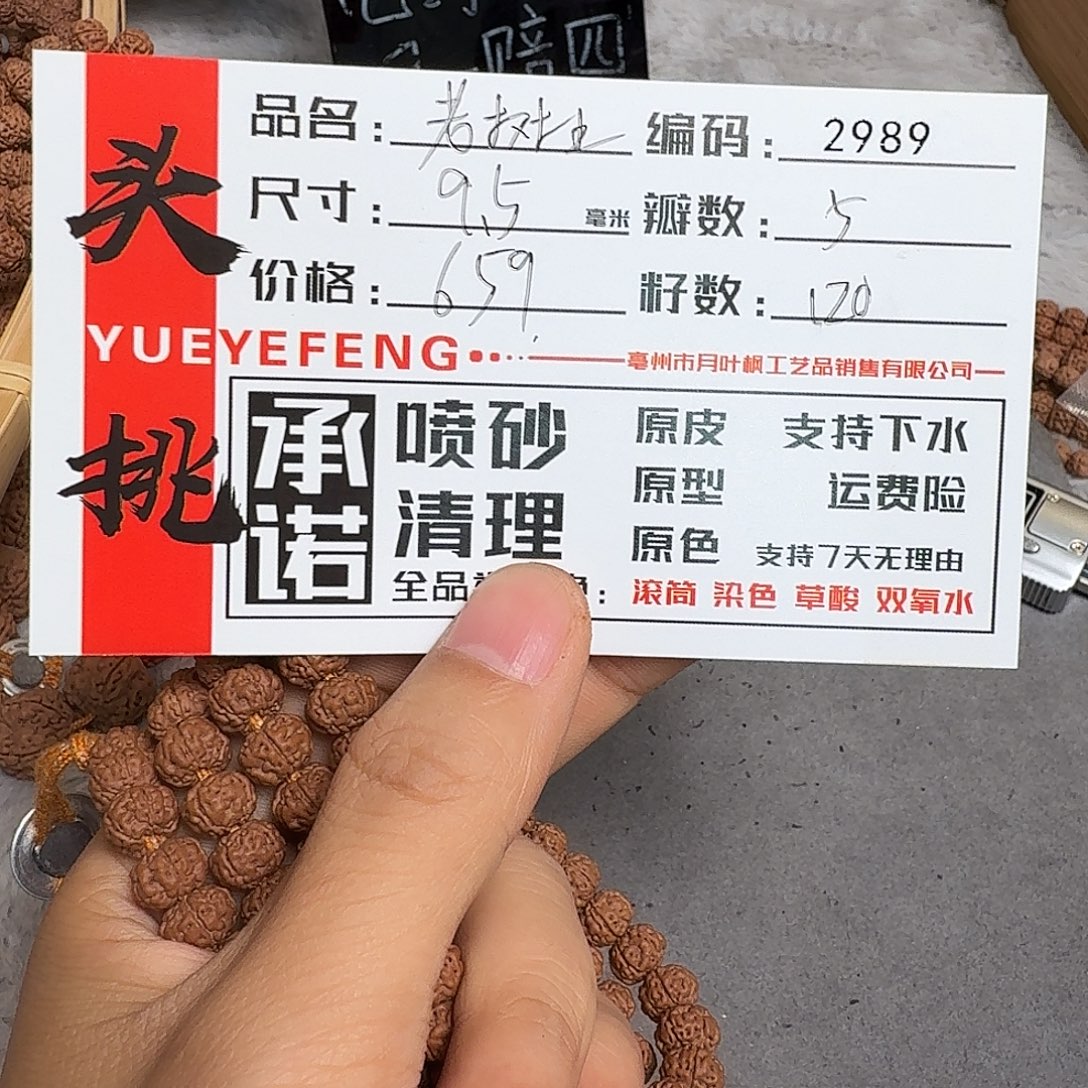 赔四
头挑
品名：老树桩 编码：2989
尺寸：9.5毫米 瓣数：5
价格：659. 籽数：120
YUEYEFENG 亳州市月叶枫工艺品销售有限公司
承诺
喷砂 原皮 支持下水
清理 原型 运费险
原色 支持7天无理由
全品 ：滚筒 染色 草酸 双氧水